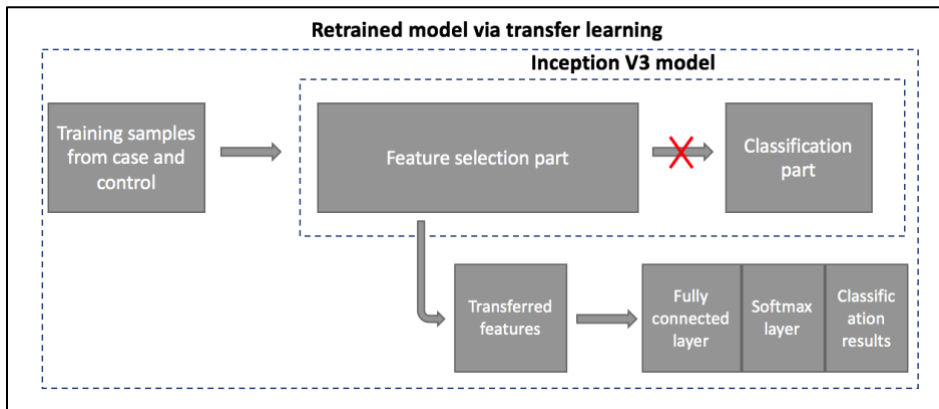 Retrained model via transfer learning
Inception V3 model
Training samples
from case and
control
Feature selection part
Classification
part
Transferred
features
Fully
connected
layer
Softmax
layer
Classific
ation
results